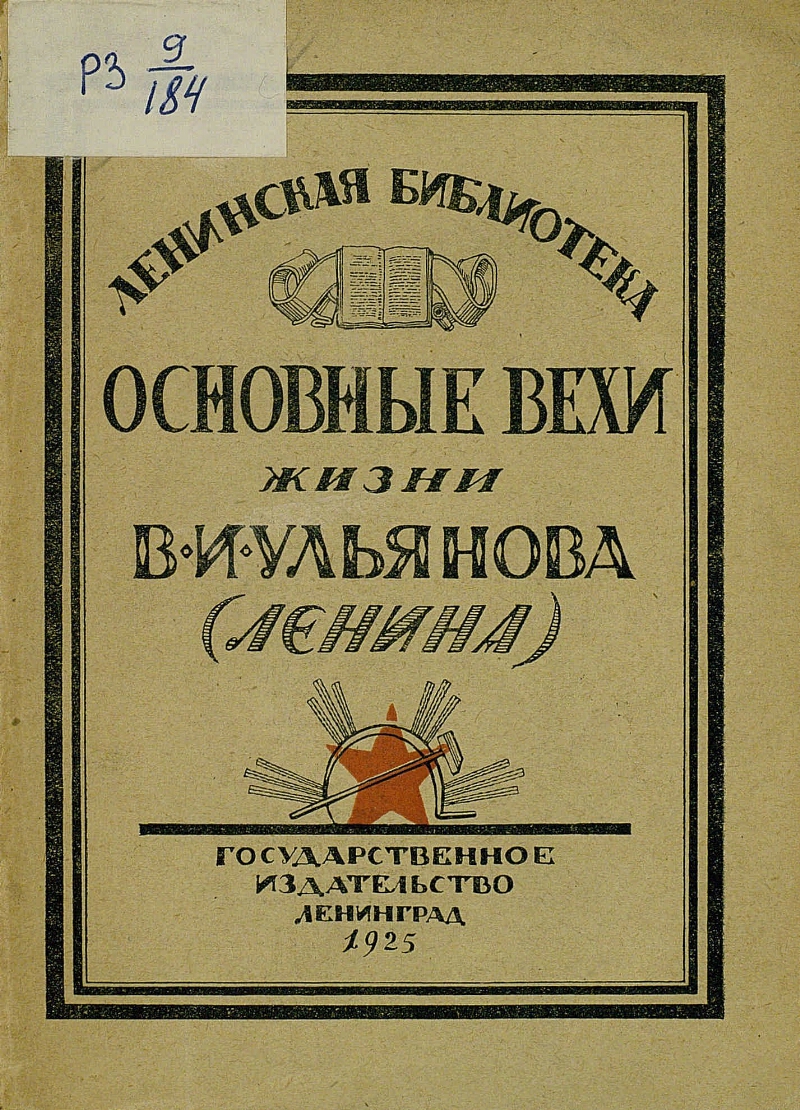 РЗ 9/184
ЛЕНИНСКАЯ БИБЛИОТЕКА
ОСНОВНЫЕ ВЕХИ
ЖИЗНИ
В·И·УЛЬЯНОВА
(ЛЕНИНА)
ГОСУДАРСТВЕННОЕ
ИЗДАТЕЛЬСТВО
ЛЕНИНГРАД
1925